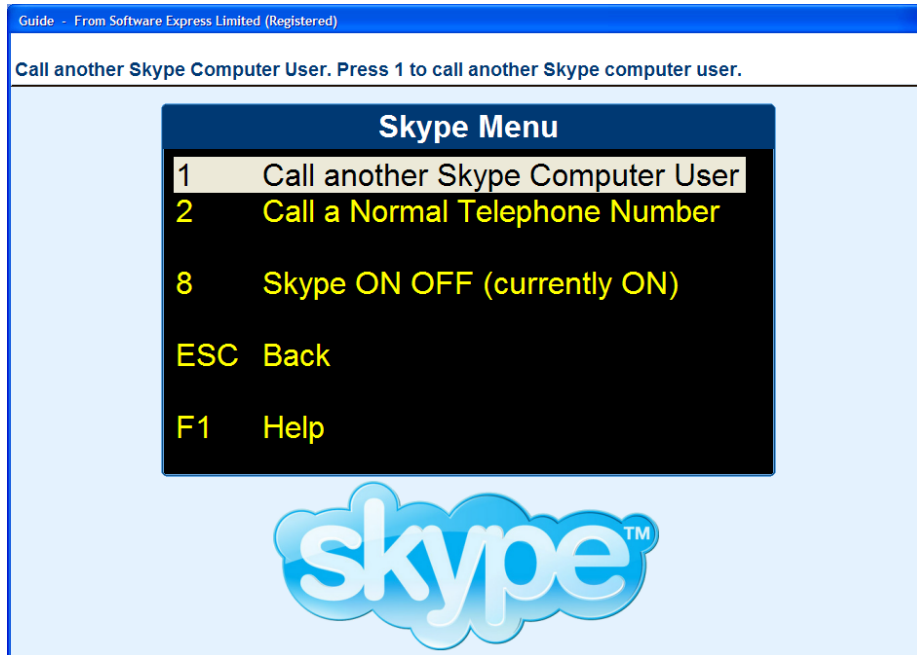 Guide - From Software Express Limited (Registered)
Call another Skype Computer User. Press 1 to call another Skype computer user.
Skype Menu
1 Call another Skype Computer User
2 Call a Normal Telephone Number
8 Skype ON OFF (currently ON)
ESC Back
F1 Help
skype™